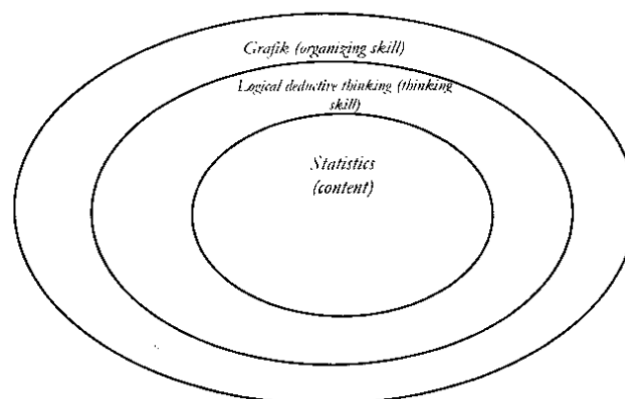 Grafik (organizing skill)
Logical deductive thinking (thinking
skill)
Statistics
(content)